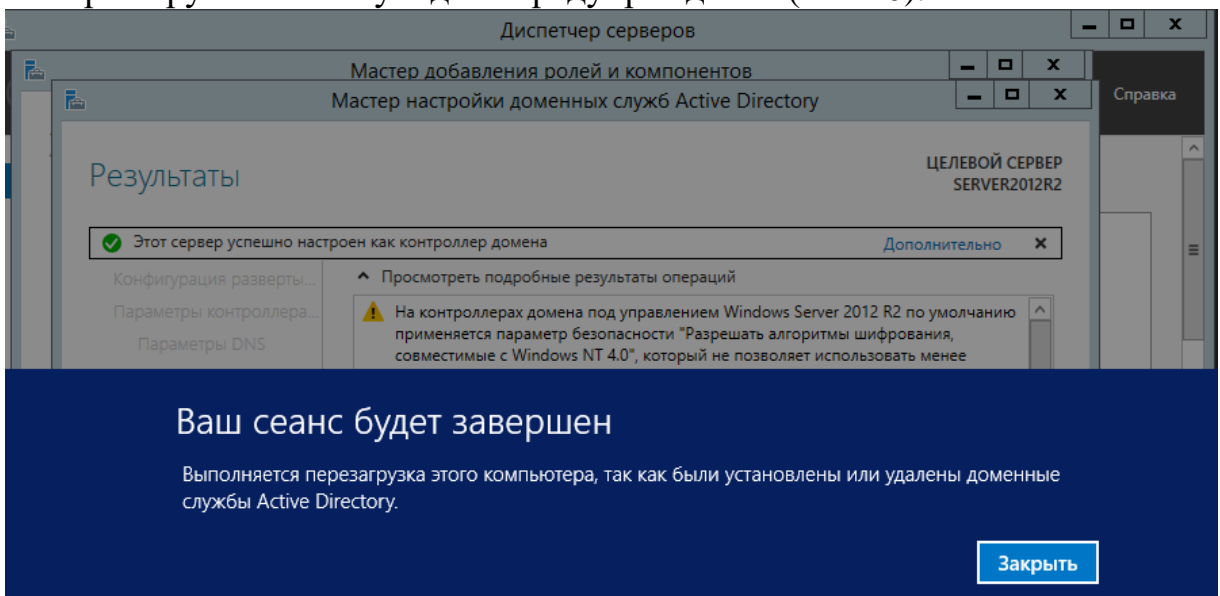 Диспетчер серверов
Мастер добавления ролей и компонентов
Мастер настройки доменных служб Active Directory
Справка
Результаты
ЦЕЛЕВОЙ СЕРВЕР
SERVER2012R2
Этот сервер успешно настроен как контроллер домена
Дополнительно
Конфигурация разверты...
Просмотреть подробные результаты операций
Параметры контроллера...
Параметры DNS
На контроллерах домена под управлением Windows Server 2012 R2 по умолчанию
применяется параметр безопасности "Разрешать алгоритмы шифрования,
совместимые с Windows NT 4.0", который не позволяет использовать менее
Ваш сеанс будет завершен
Выполняется перезагрузка этого компьютера, так как были установлены или удалены доменные
службы Active Directory.
Закрыть